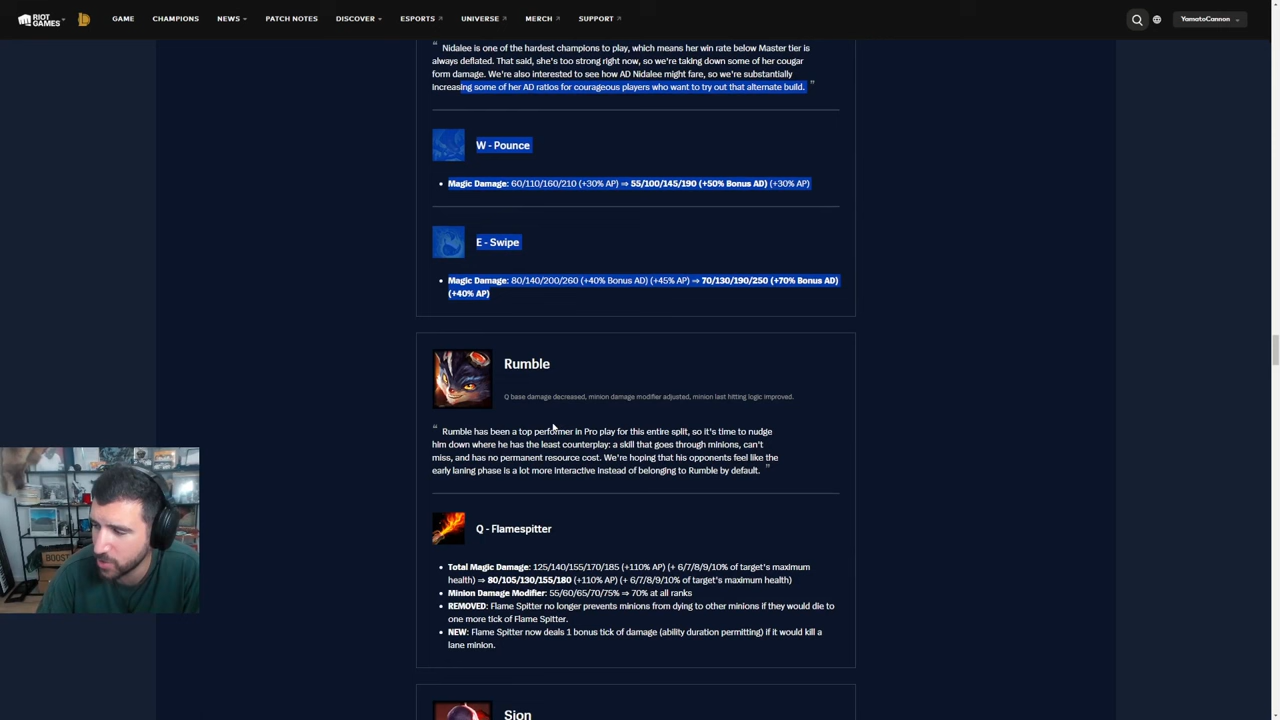 RIOT GAMES
GAME
CHAMPIONS
NEWS
PATCH NOTES
DISCOVER
ESPORTS
UNIVERSE
MERCH
SUPPORT
YamatoCannon
“ Nidalee is one of the hardest champions to play, which means her win rate below Master tier is
always deflated. That said, she's too strong right now, so we're taking down some of her cougar
form damage. We're also interested to see how AD Nidalee might fare, so we're substantially
increasing some of her AD ratios for courageous players who want to try out that alternate build. ”
W - Pounce
• Magic Damage: 60/110/160/210 (+30% AP) ⇒ 55/100/145/190 (+50% Bonus AD) (+30% AP)
E - Swipe
• Magic Damage: 80/140/200/260 (+40% Bonus AD) (+45% AP) ⇒ 70/130/190/250 (+70% Bonus AD)
(+40% AP)
Rumble
Q base damage decreased, minion damage modifier adjusted, minion last hitting logic improved.
“ Rumble has been a top performer in Pro play for this entire split, so it's time to nudge
him down where he has the least counterplay: a skill that goes through minions, can't
miss, and has no permanent resource cost. We're hoping that his opponents feel like the
early laning phase is a lot more interactive instead of belonging to Rumble by default. ”
Q - Flamespitter
• Total Magic Damage: 125/140/155/170/185 (+110% AP) (+ 6/7/8/9/10% of target's maximum
health) ⇒ 80/105/130/155/180 (+110% AP) (+ 6/7/8/9/10% of target's maximum health)
• Minion Damage Modifier: 55/60/65/70/75% ⇒ 70% at all ranks
• REMOVED: Flame Spitter no longer prevents minions from dying to other minions if they would die to
one more tick of Flame Spitter.
• NEW: Flame Spitter now deals 1 bonus tick of damage (ability duration permitting) if it would kill a
lane minion.
BOOST
Sion